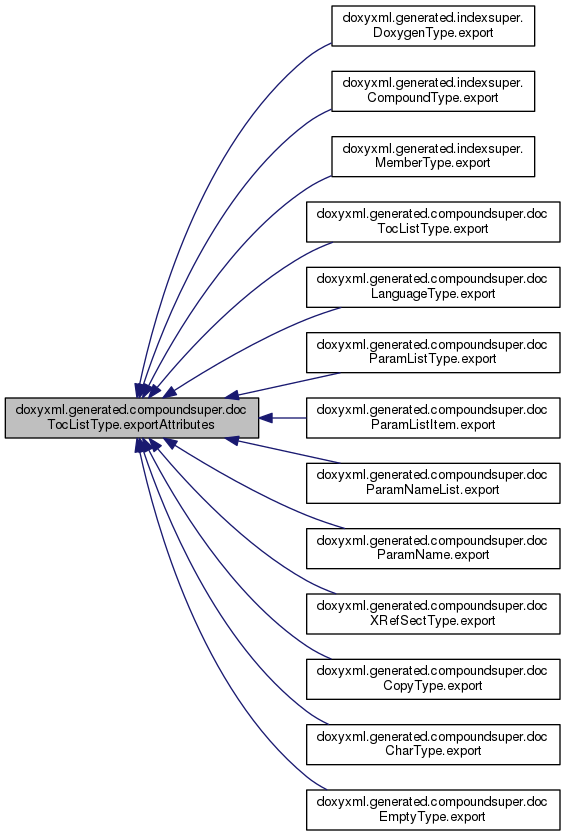 doxyxml.generated.indexsuper.
DoxygenType.export
doxyxml.generated.indexsuper.
CompoundType.export
doxyxml.generated.indexsuper.
MemberType.export
doxyxml.generated.compoundsuper.doc
TocListType.export
doxyxml.generated.compoundsuper.doc
LanguageType.export
doxyxml.generated.compoundsuper.doc
ParamListType.export
doxyxml.generated.compoundsuper.doc
TocListType.exportAttributes
doxyxml.generated.compoundsuper.doc
ParamListItem.export
doxyxml.generated.compoundsuper.doc
ParamNameList.export
doxyxml.generated.compoundsuper.doc
ParamName.export
doxyxml.generated.compoundsuper.doc
XRefSectType.export
doxyxml.generated.compoundsuper.doc
CopyType.export
doxyxml.generated.compoundsuper.doc
CharType.export
doxyxml.generated.compoundsuper.doc
EmptyType.export